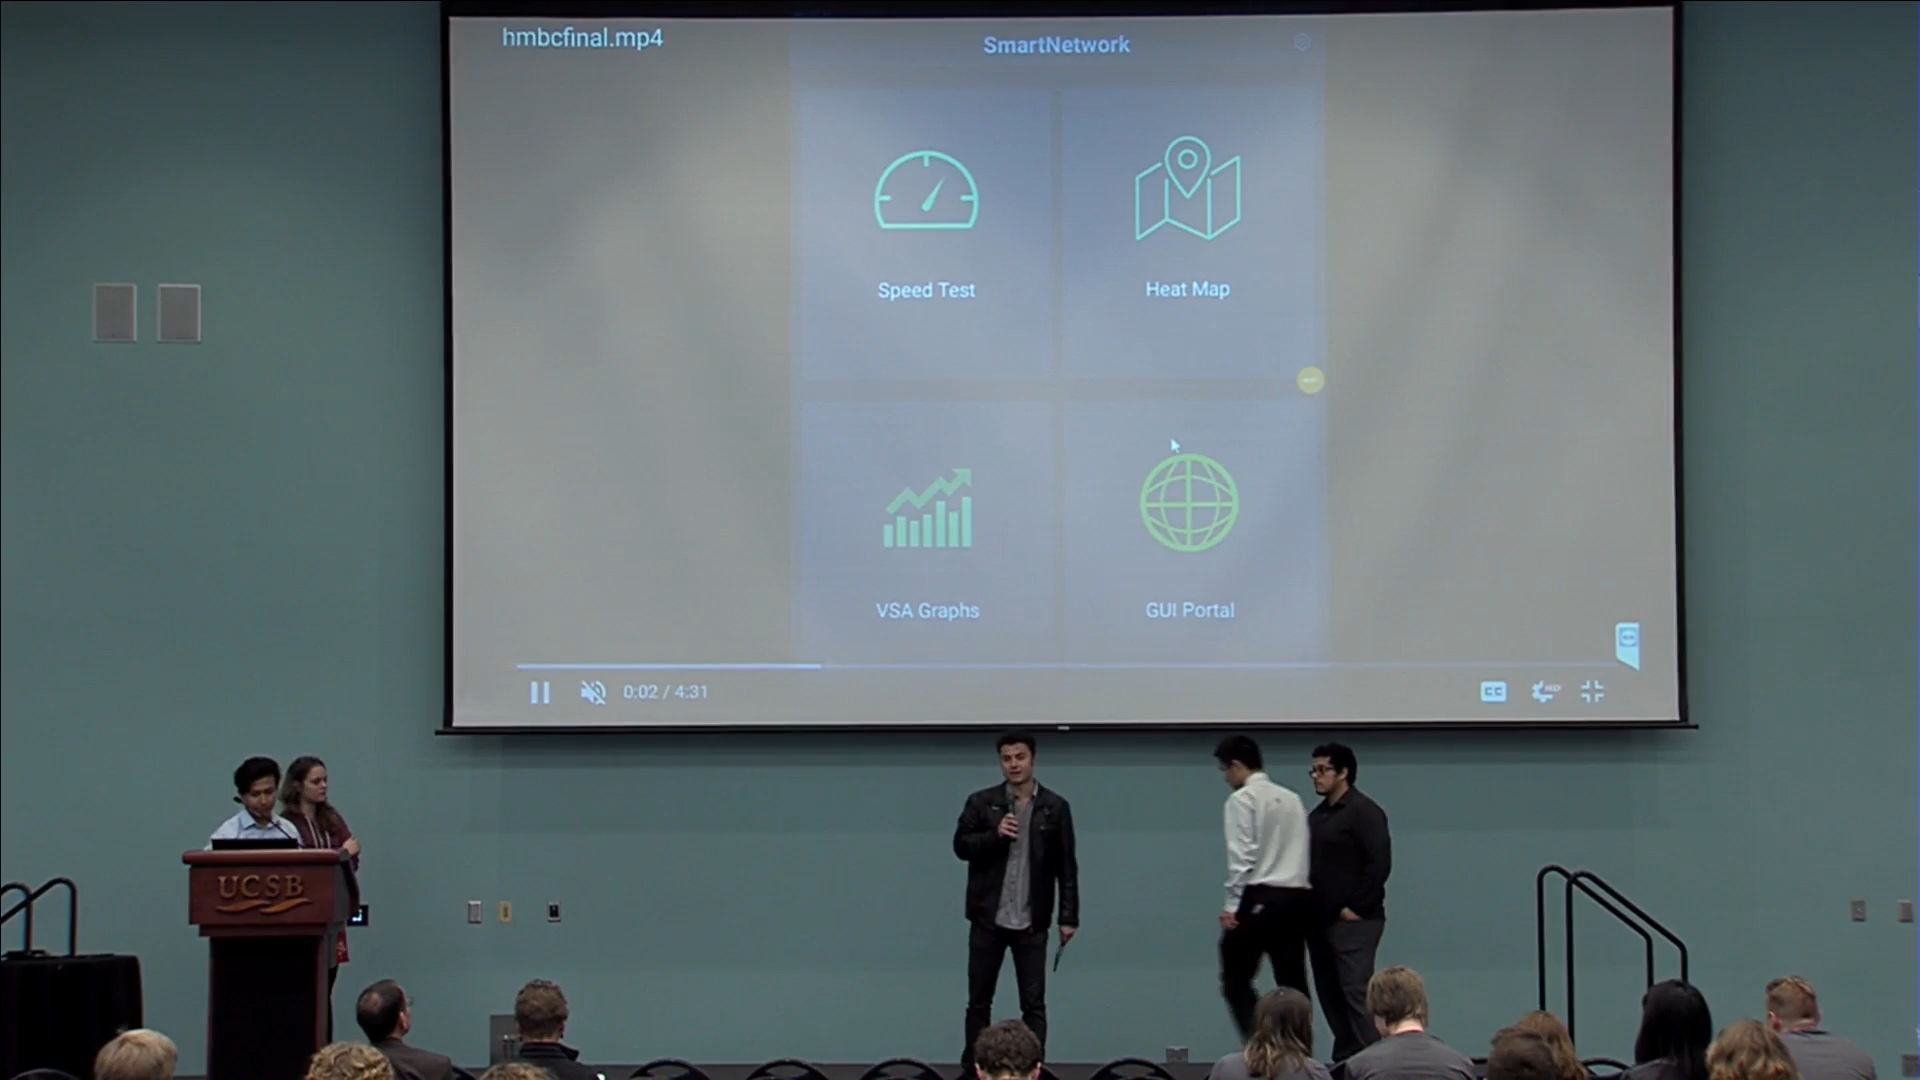 hmbcfinal.mp4
SmartNetwork
Speed Test
Heat Map
VSA Graphs
GUI Portal
0:02 / 4:31
CC
UCSB